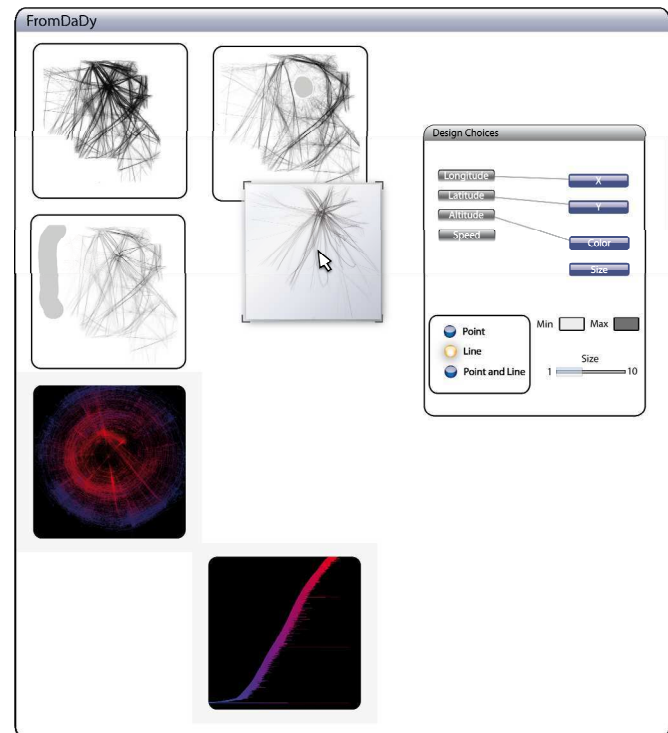 FromDaDy
Design Choices
Longitude
X
Latitude
Y
Altitude
Speed
Color
Size
Point
Min
Max
Line
Size
Point and Line
1
10